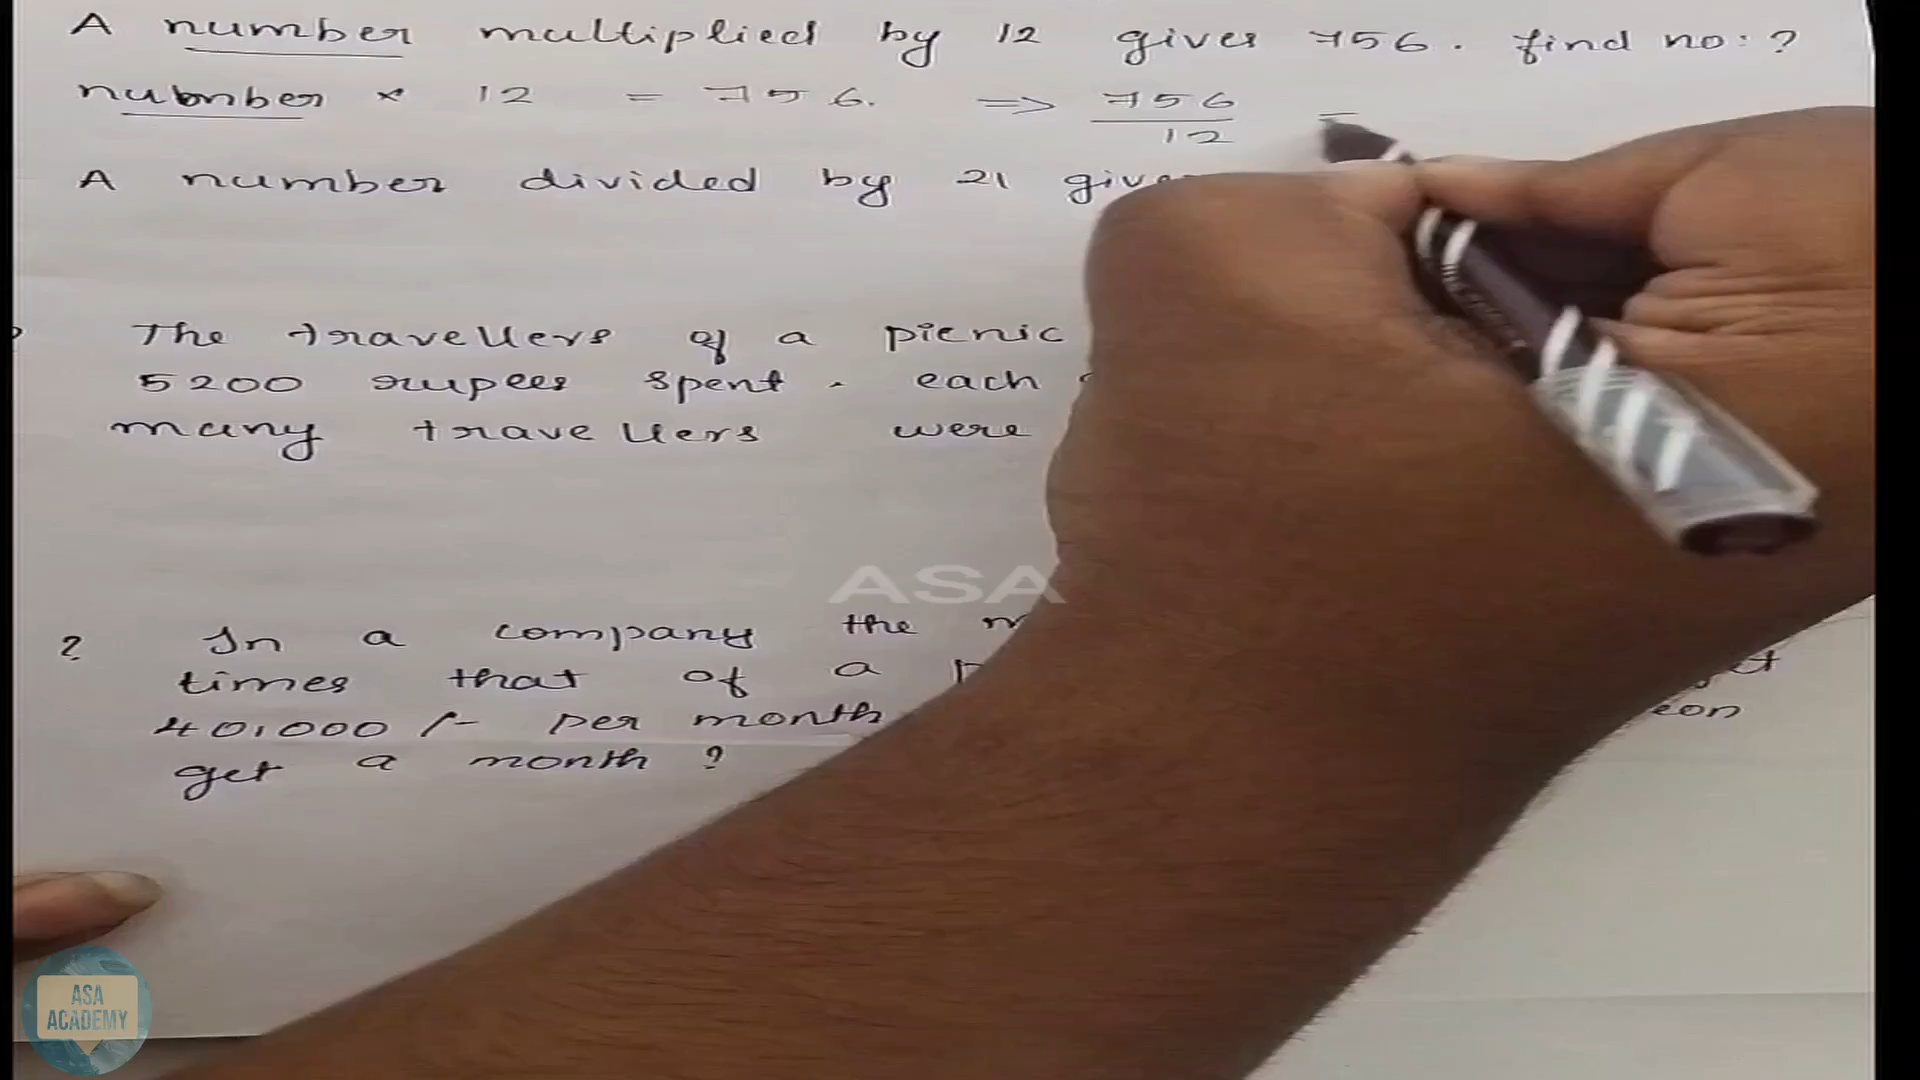 A number multiplied by 12 gives 756. find no: ?
nubnber × 12 = 756. => 756
12 =
A number divided by 21
The travellers of a picnic
5200 rupees spent. each
many travellers were
ASA
? In a company the
times that of a
40,000/- per month
get a month ?
ASA
ACADEMY